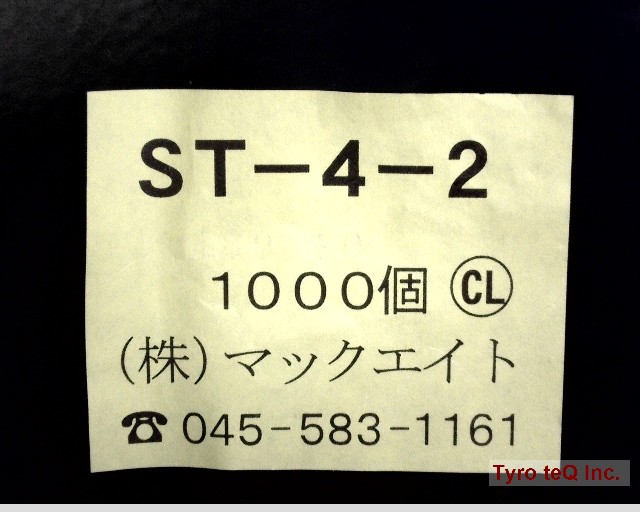 ST-4-2
1000個 CL
(株)マックエイト
☎045-583-1161
Tyro teQ Inc.